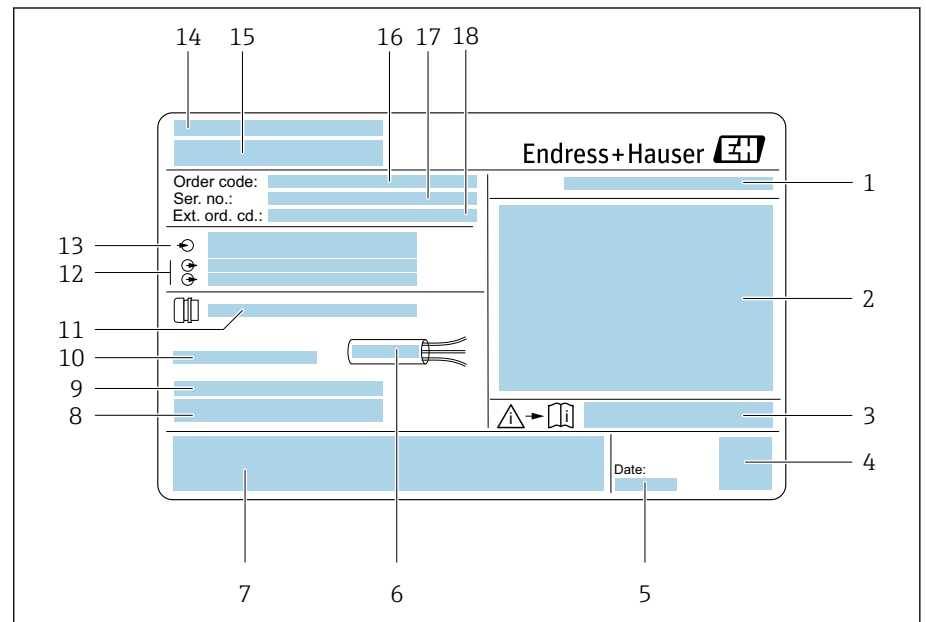 14 15 16 17 18
Endress+Hauser EH
Order code:
Ser. no.:
Ext. ord. cd.:
1
13
12
2
11
10
9
8
i i
3
4
Date:
7 6 5